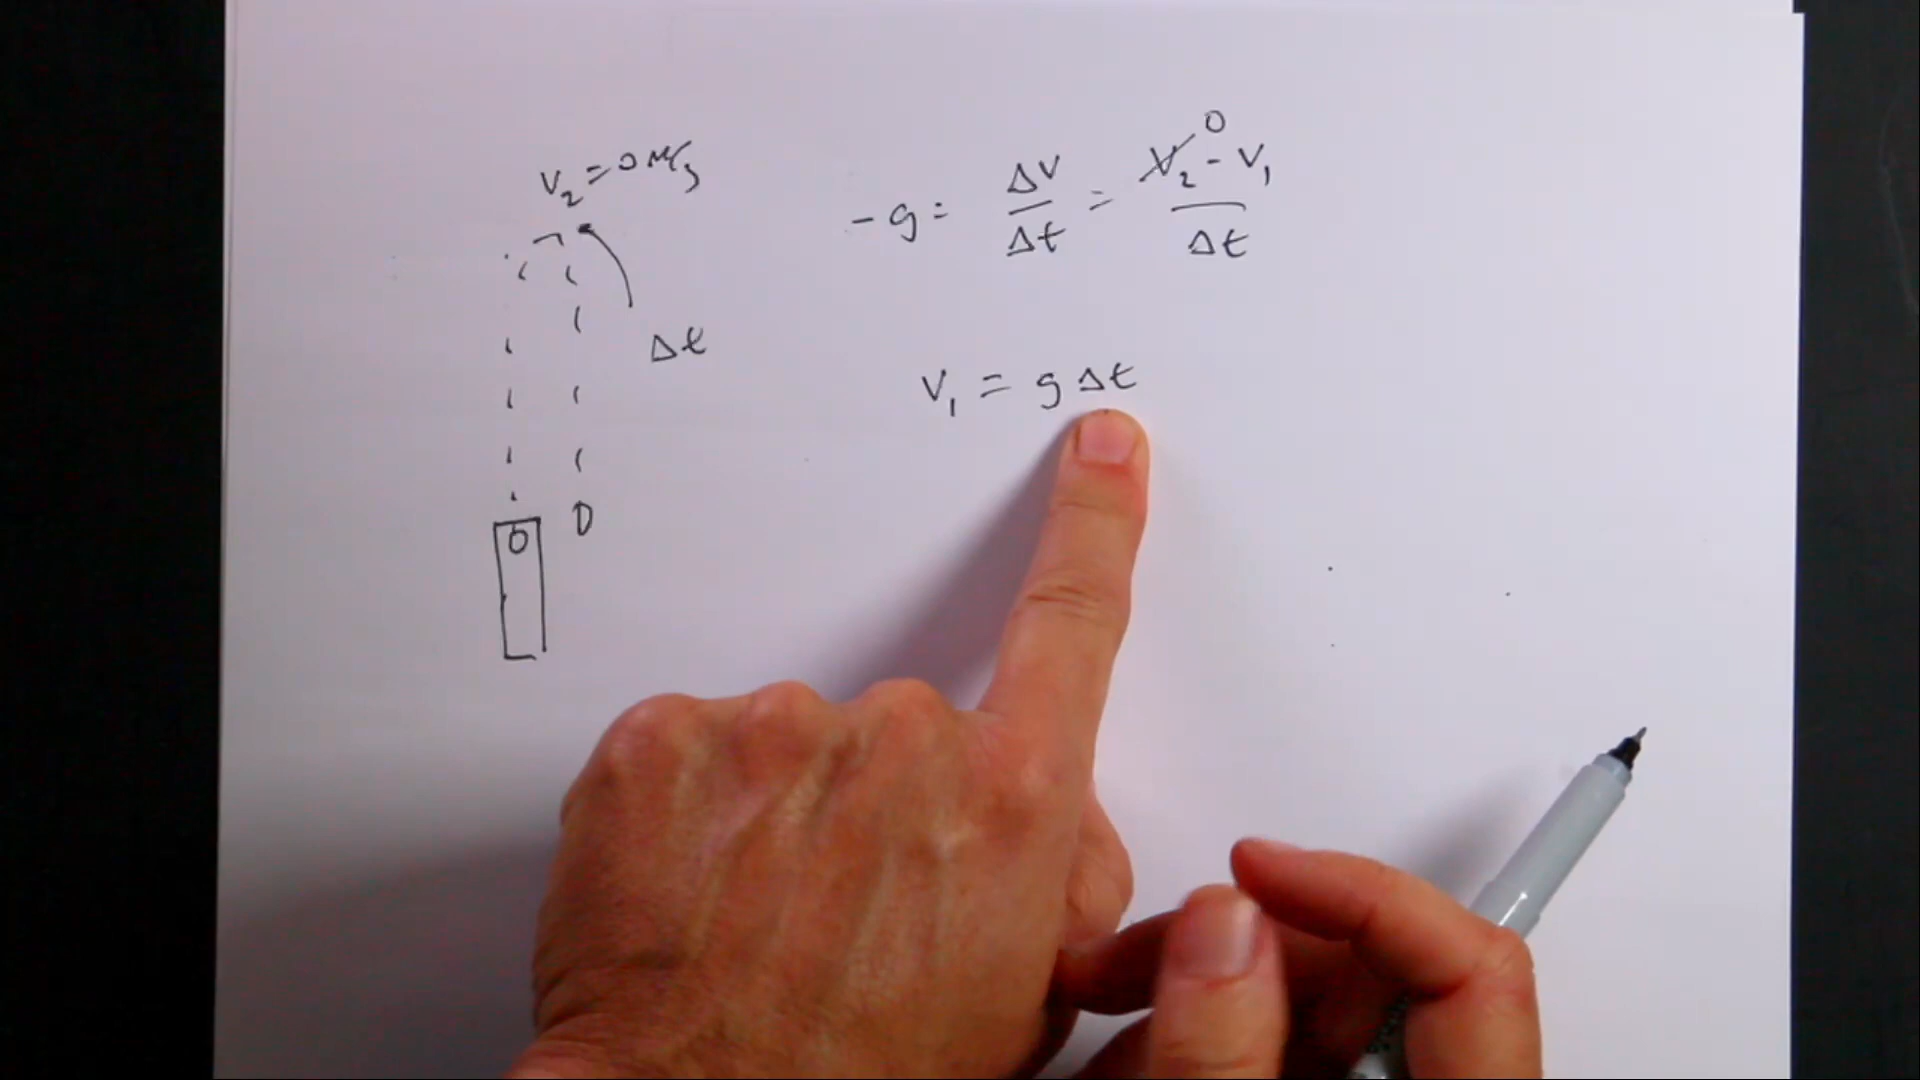 V₂ = 0 m/s
Δt
-g = ΔV/Δt = (V₂ - V₁)/Δt
0
V₁ = g Δt